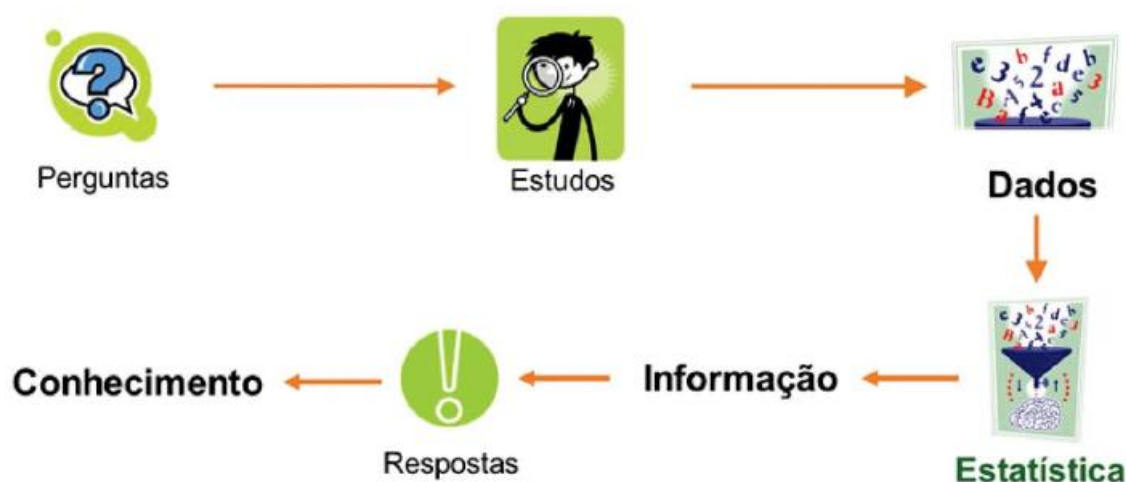 Perguntas
Estudos
Dados
Estatística
Informação
Respostas
Conhecimento